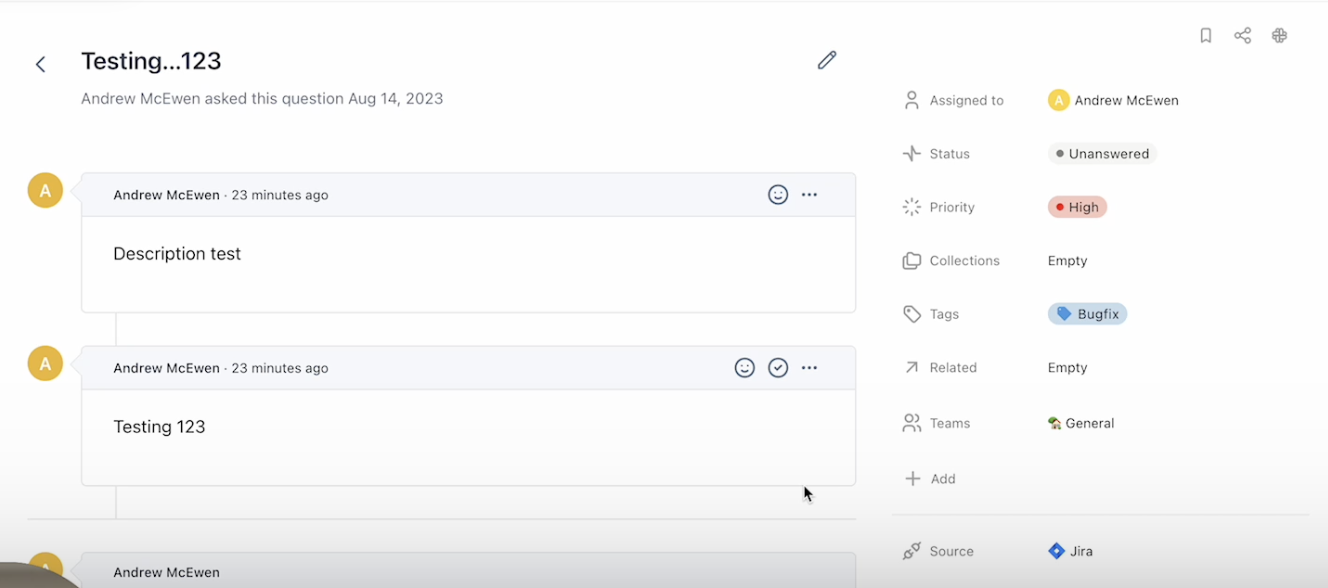 Testing...123
Andrew McEwen asked this question Aug 14, 2023
A
Andrew McEwen · 23 minutes ago
Description test
A
Andrew McEwen · 23 minutes ago
Testing 123
A
Andrew McEwen
Assigned to A Andrew McEwen
Status Unanswered
Priority High
Collections Empty
Tags Bugfix
Related Empty
Teams General
Add
Source Jira